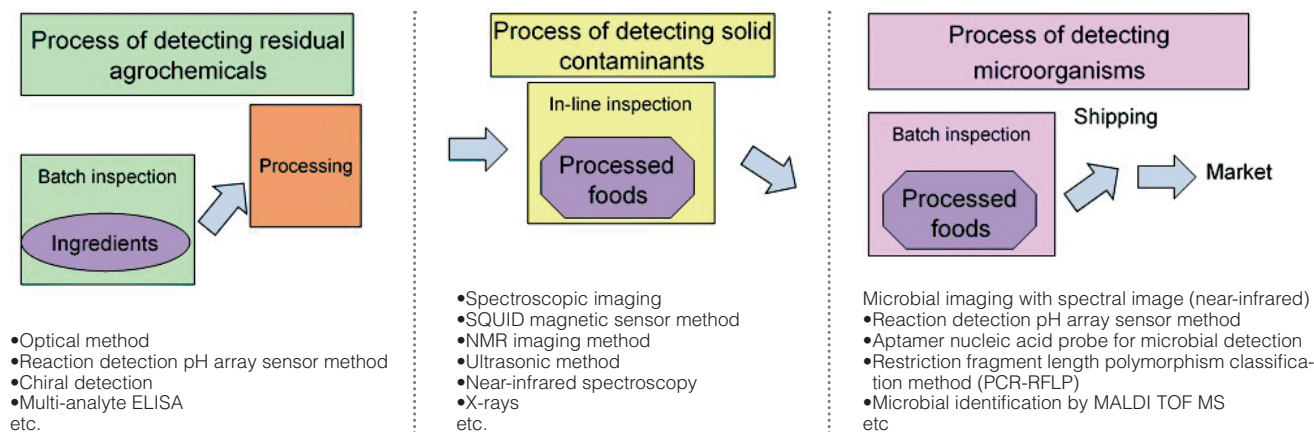 Process of detecting residual
agrochemicals
Batch inspection
Ingredients
Processing
•Optical method
•Reaction detection pH array sensor method
•Chiral detection
•Multi-analyte ELISA
etc.
Process of detecting solid
contaminants
In-line inspection
Processed
foods
•Spectroscopic imaging
•SQUID magnetic sensor method
•NMR imaging method
•Ultrasonic method
•Near-infrared spectroscopy
•X-rays
etc.
Process of detecting
microorganisms
Batch inspection
Processed
foods
Shipping
Market
Microbial imaging with spectral image (near-infrared)
•Reaction detection pH array sensor method
•Aptamer nucleic acid probe for microbial detection
•Restriction fragment length polymorphism classifica-
tion method (PCR-RFLP)
•Microbial identification by MALDI TOF MS
etc